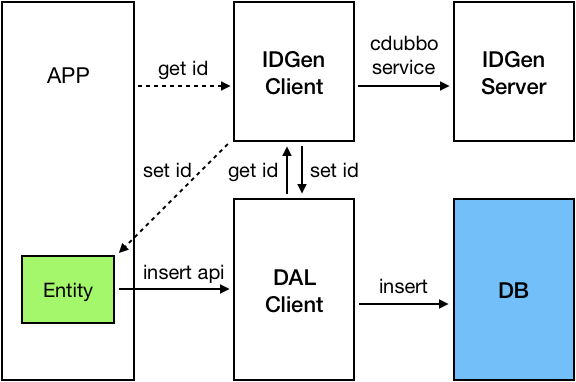 APP
get id
IDGen
Client
cdubbo
service
IDGen
Server
set id
get id
set id
Entity
insert api
DAL
Client
insert
DB